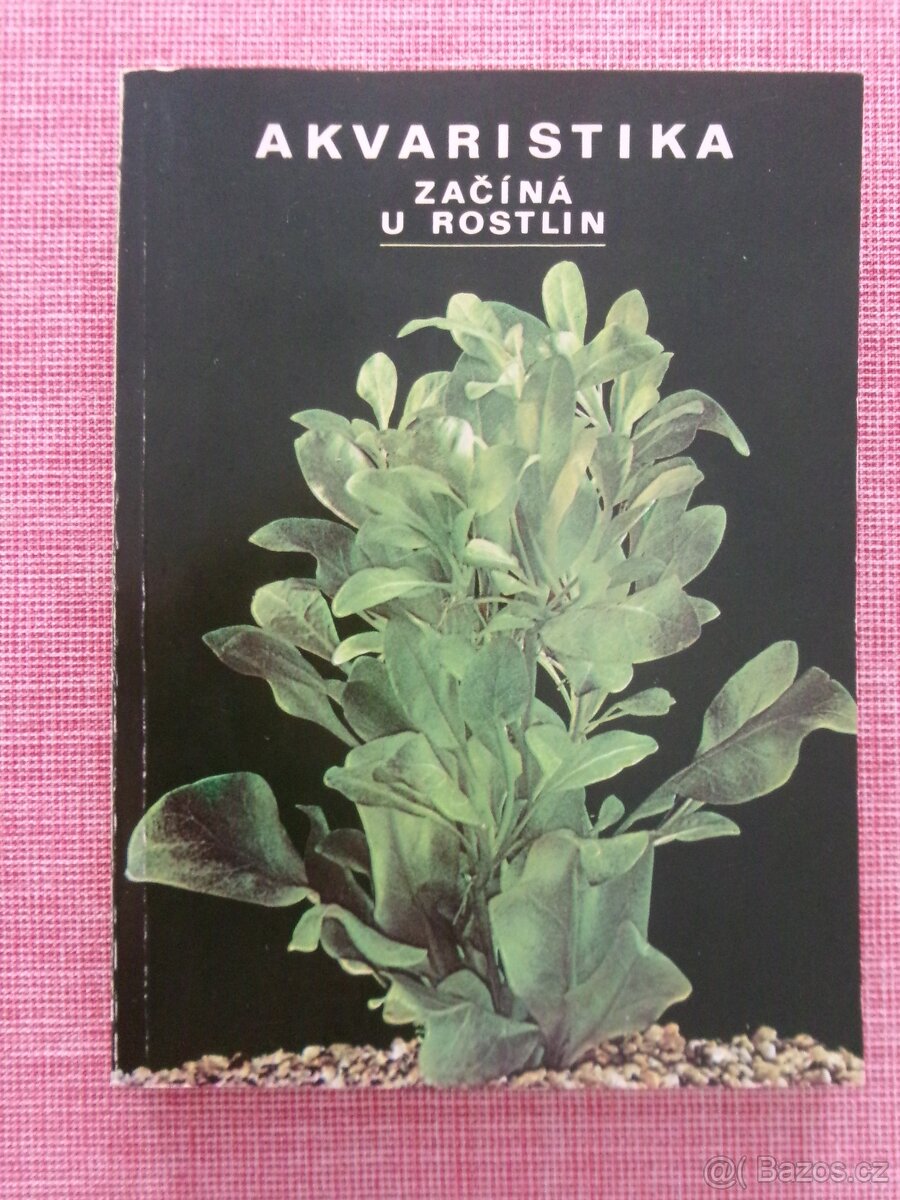 AKVARISTIKA
ZAČÍNÁ
U ROSTLIN
@( Bazos.cz